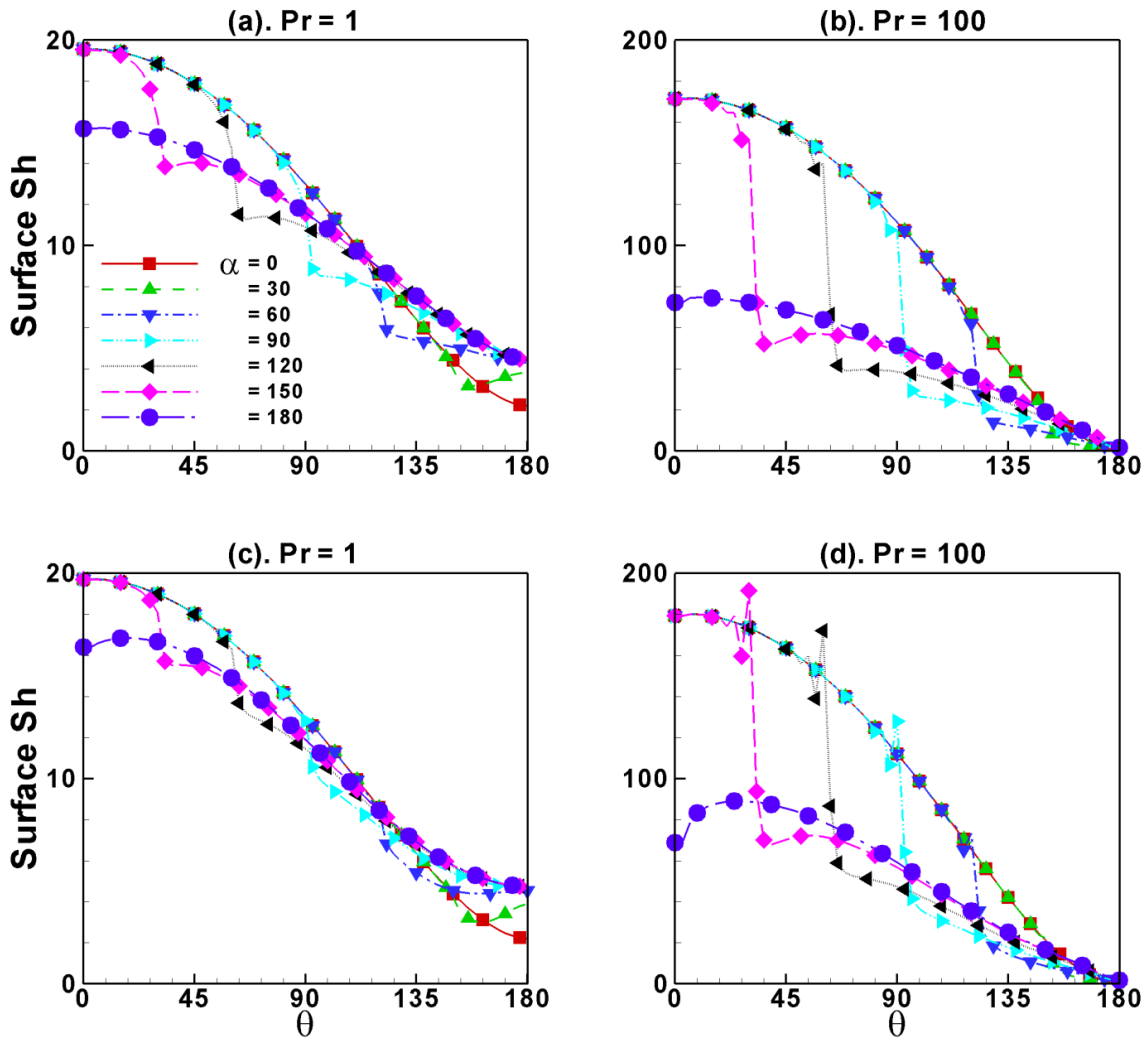 (a). Pr = 1
(b). Pr = 100
20
10
0
Surface Sh
α = 0
= 30
= 60
= 90
= 120
= 150
= 180
0 45 90 135 180
200
100
0
0 45 90 135 180
(c). Pr = 1
(d). Pr = 100
20
10
0
Surface Sh
0 45 90 135 180
θ
200
100
0
0 45 90 135 180
θ